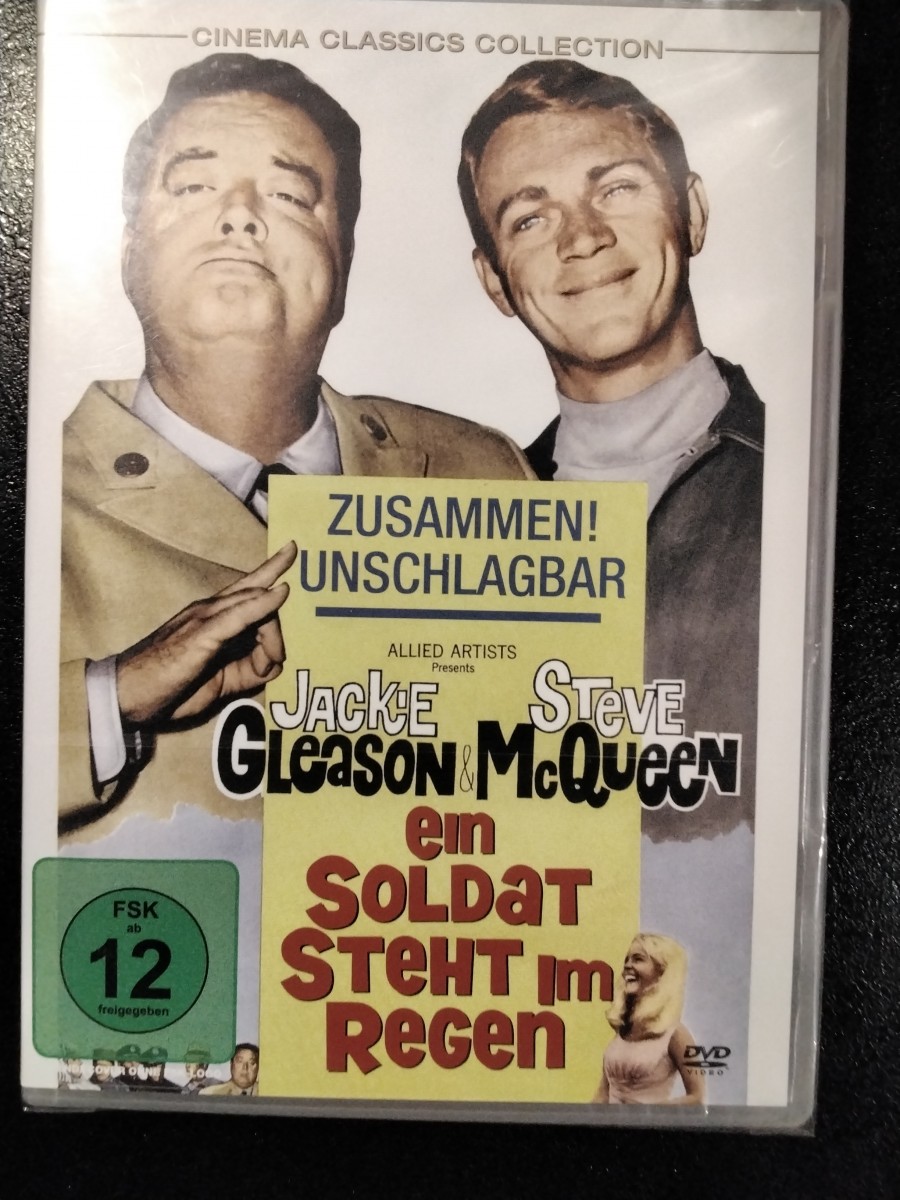 CINEMA CLASSICS COLLECTION
ZUSAMMEN!
UNSCHLAGBAR
ALLIED ARTISTS
Presents
JACKIE STEVE
GLEASON & McQUEEN
ein
SOLDAT
STEHT IM
REGEN
FSK
ab
12
freigegeben
DVD
VIDEO